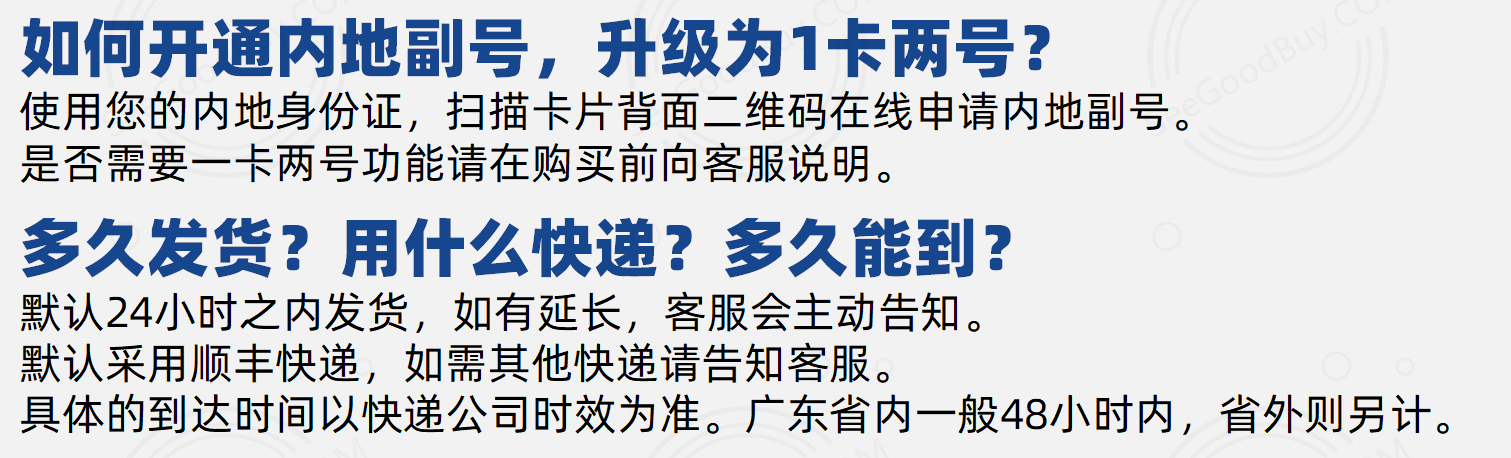 如何开通内地副号，升级为1卡两号？
使用您的内地身份证，扫描卡片背面二维码在线申请内地副号。
是否需要一卡两号功能请在购买前向客服说明。
多久发货？用什么快递？多久能到？
默认24小时之内发货，如有延长，客服会主动告知。
默认采用顺丰快递，如需其他快递请告知客服。
具体的到达时间以快递公司时效为准。广东省内一般48小时内，省外则另计。